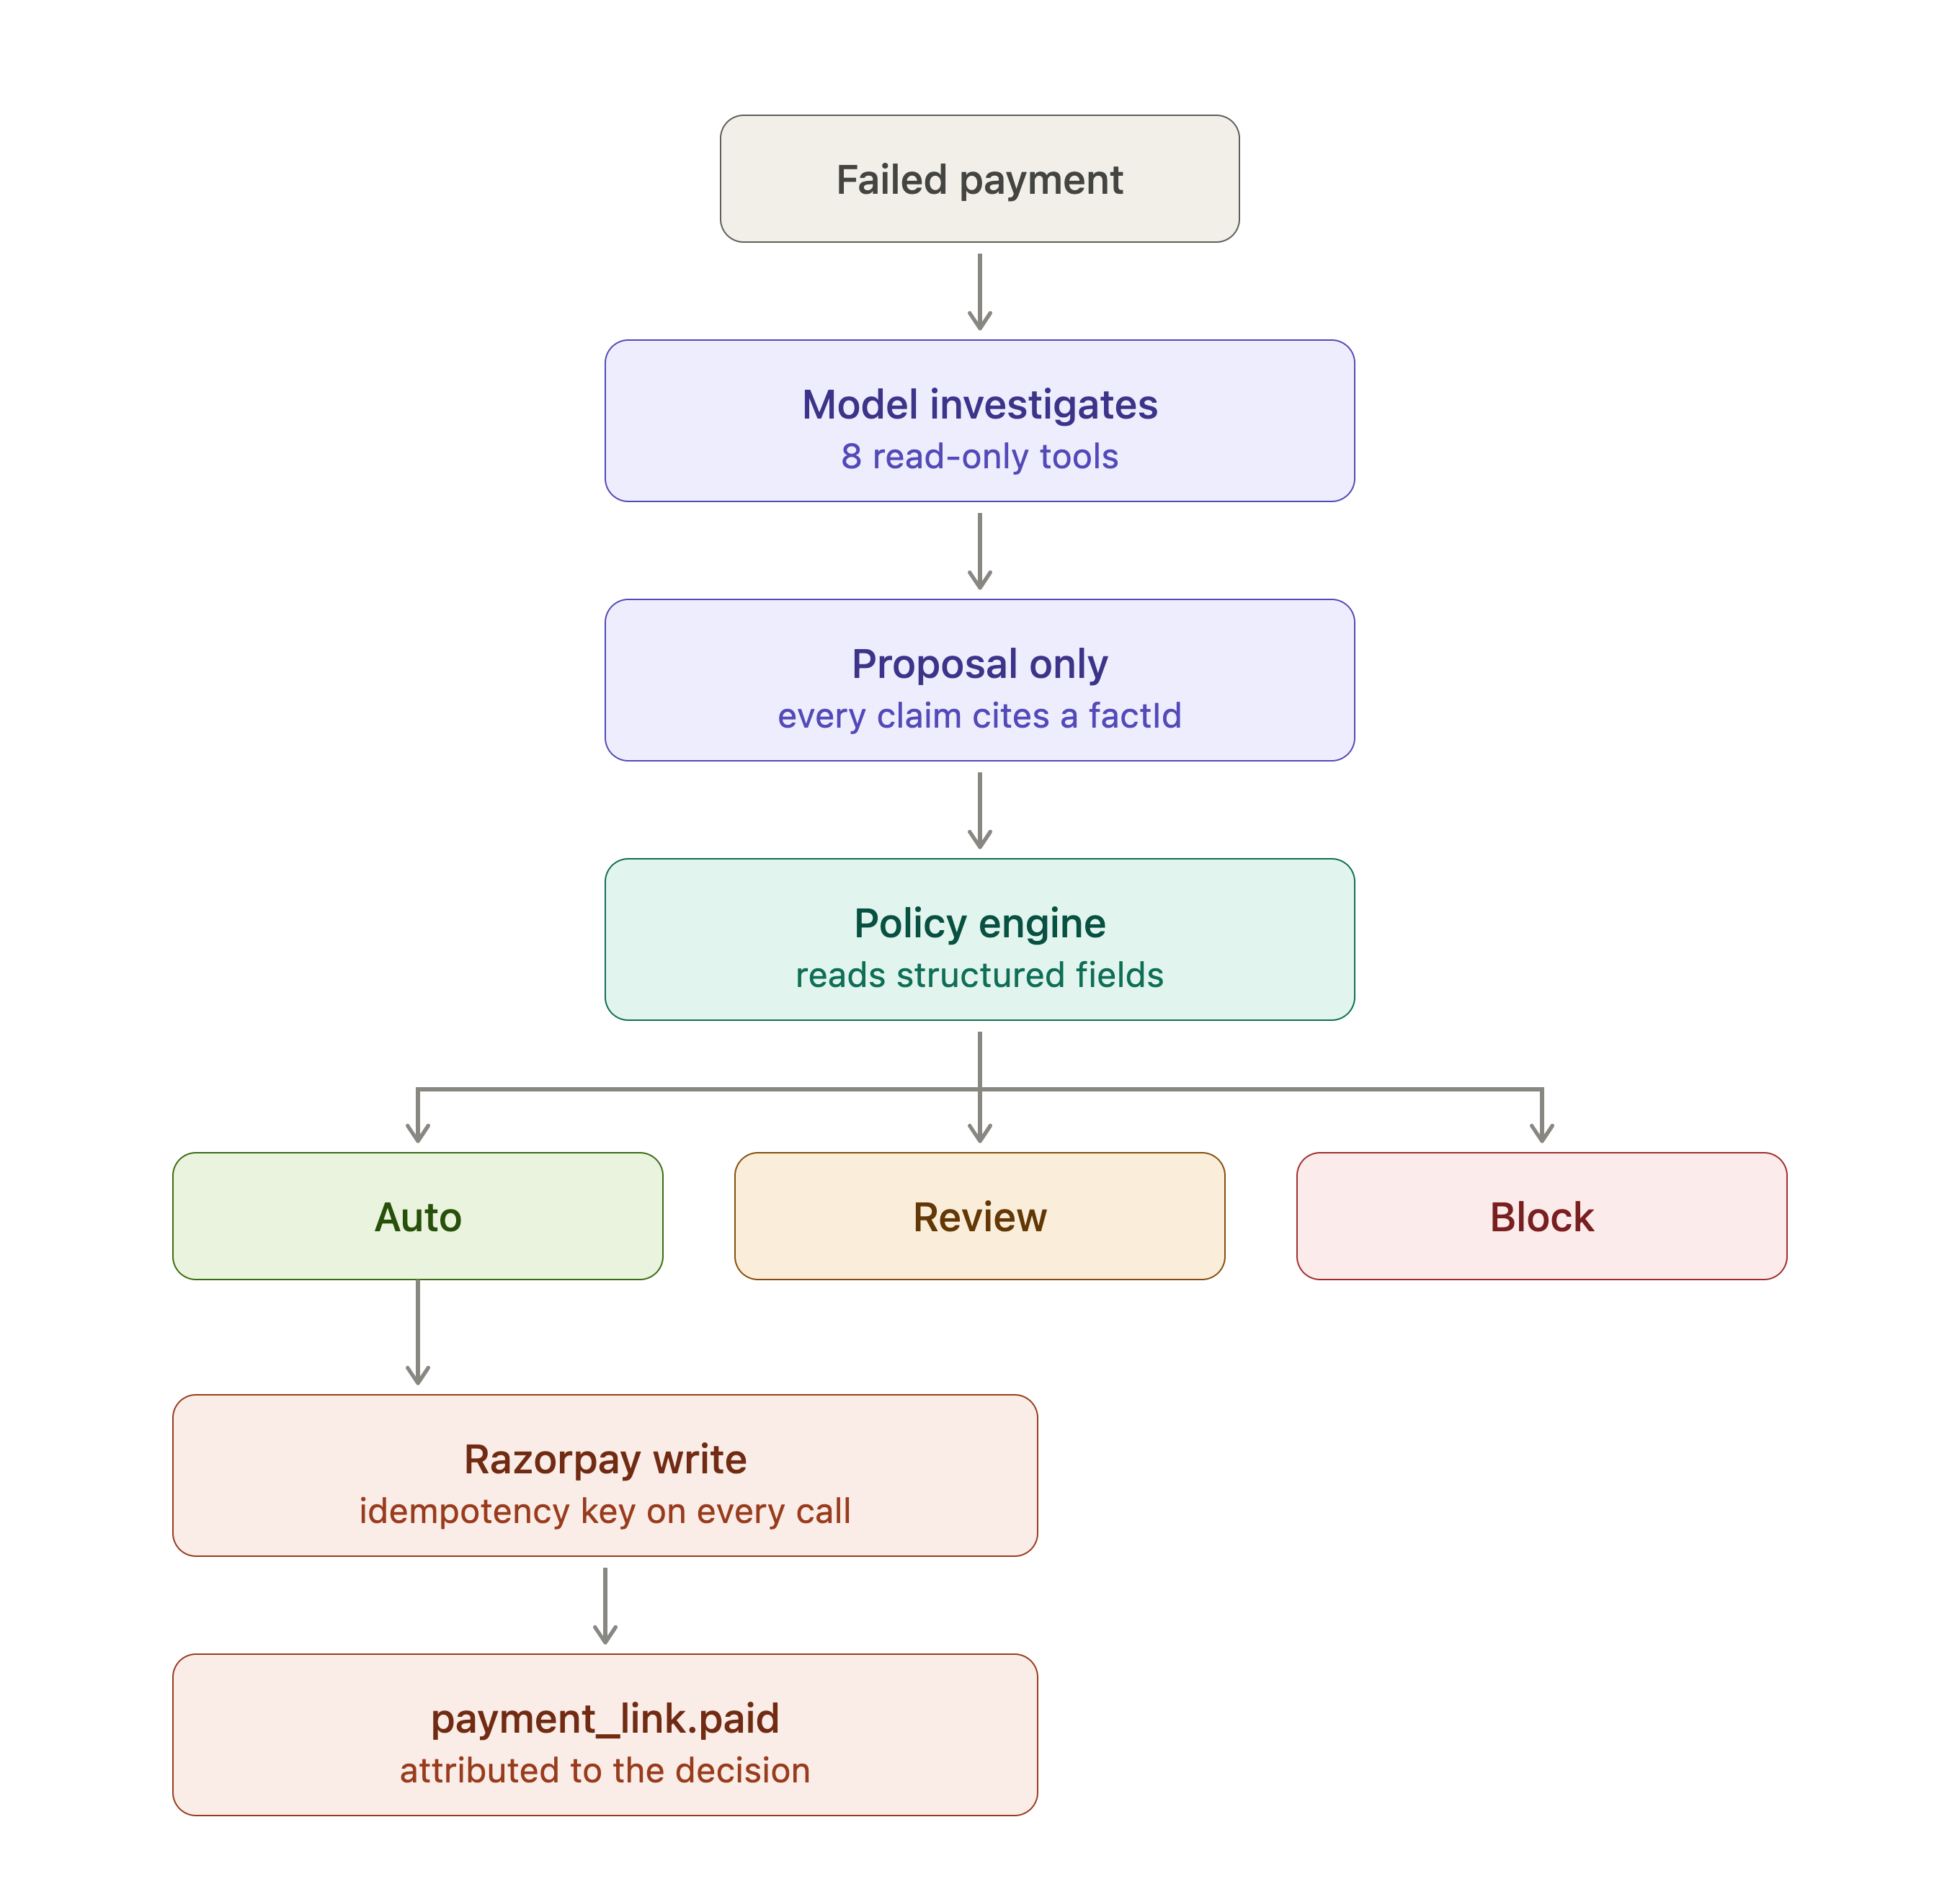 Failed payment
Model investigates
8 read-only tools
Proposal only
every claim cites a factId
Policy engine
reads structured fields
Auto
Review
Block
Razorpay write
idempotency key on every call
payment_link.paid
attributed to the decision